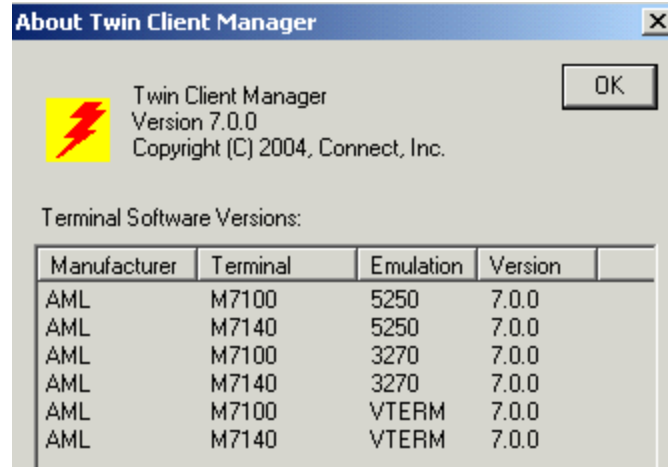 About Twin Client Manager
OK
Twin Client Manager
Version 7.0.0
Copyright (C) 2004, Connect, Inc.
Terminal Software Versions:
Manufacturer Terminal Emulation Version
AML M7100 5250 7.0.0
AML M7140 5250 7.0.0
AML M7100 3270 7.0.0
AML M7140 3270 7.0.0
AML M7100 VTERM 7.0.0
AML M7140 VTERM 7.0.0